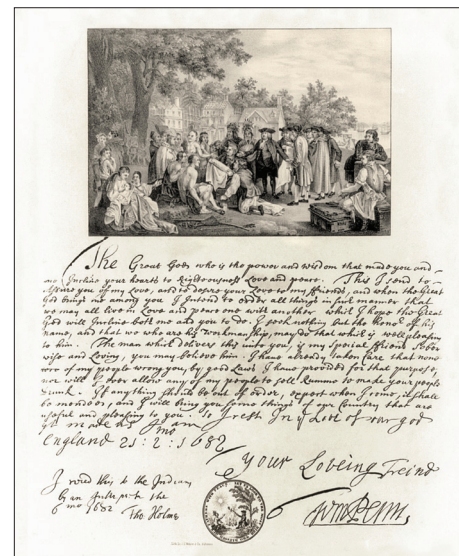 The Great God, who is the power and wisdom that made you and
me Incline your hearts to Righteousness Love and peace. This I send to
Assure you of my Love, and to desire your Love to my ffriends, and when the Great
God brings me among you I Intend to order all things in such manner that
we may all live in Love and peace one with another which I hope the Great
God will Incline both me and you to do. I seek nothing but the honor of his
name, and that we who are his workmanship, may do that which is well pleasing
to him. The man which delivers this unto you, is my Special ffriend Sober
wise and Loving, you may believe him. I have already taken care that none
of my people wrong you, by good Laws I have provided for that purpose,
nor will I ever allow any of my people to sell Rumme to make your people
Drunk. If anything should be out of order, expect when I come, it shall
be mended, and I will bring you some things of our Country that are
useful and pleasing to you. So I rest In ye Love of our god
yt made us I am
England 21 : 2 : 1682
your Loveing Freind
I read this to the Indians
by an Interpreter the
6 mo 1682 Tho Holme
Wm Penn